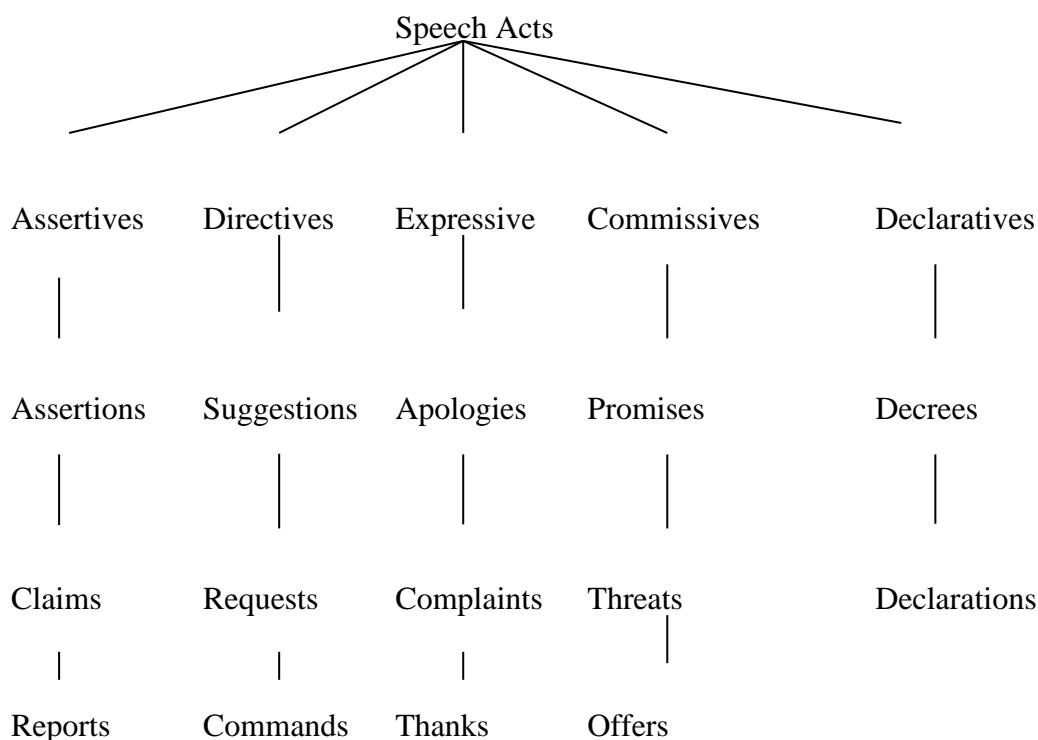 Speech Acts
Assertives Directives Expressive Commissives Declaratives
Assertions Suggestions Apologies Promises Decrees
Claims Requests Complaints Threats Declarations
Reports Commands Thanks Offers